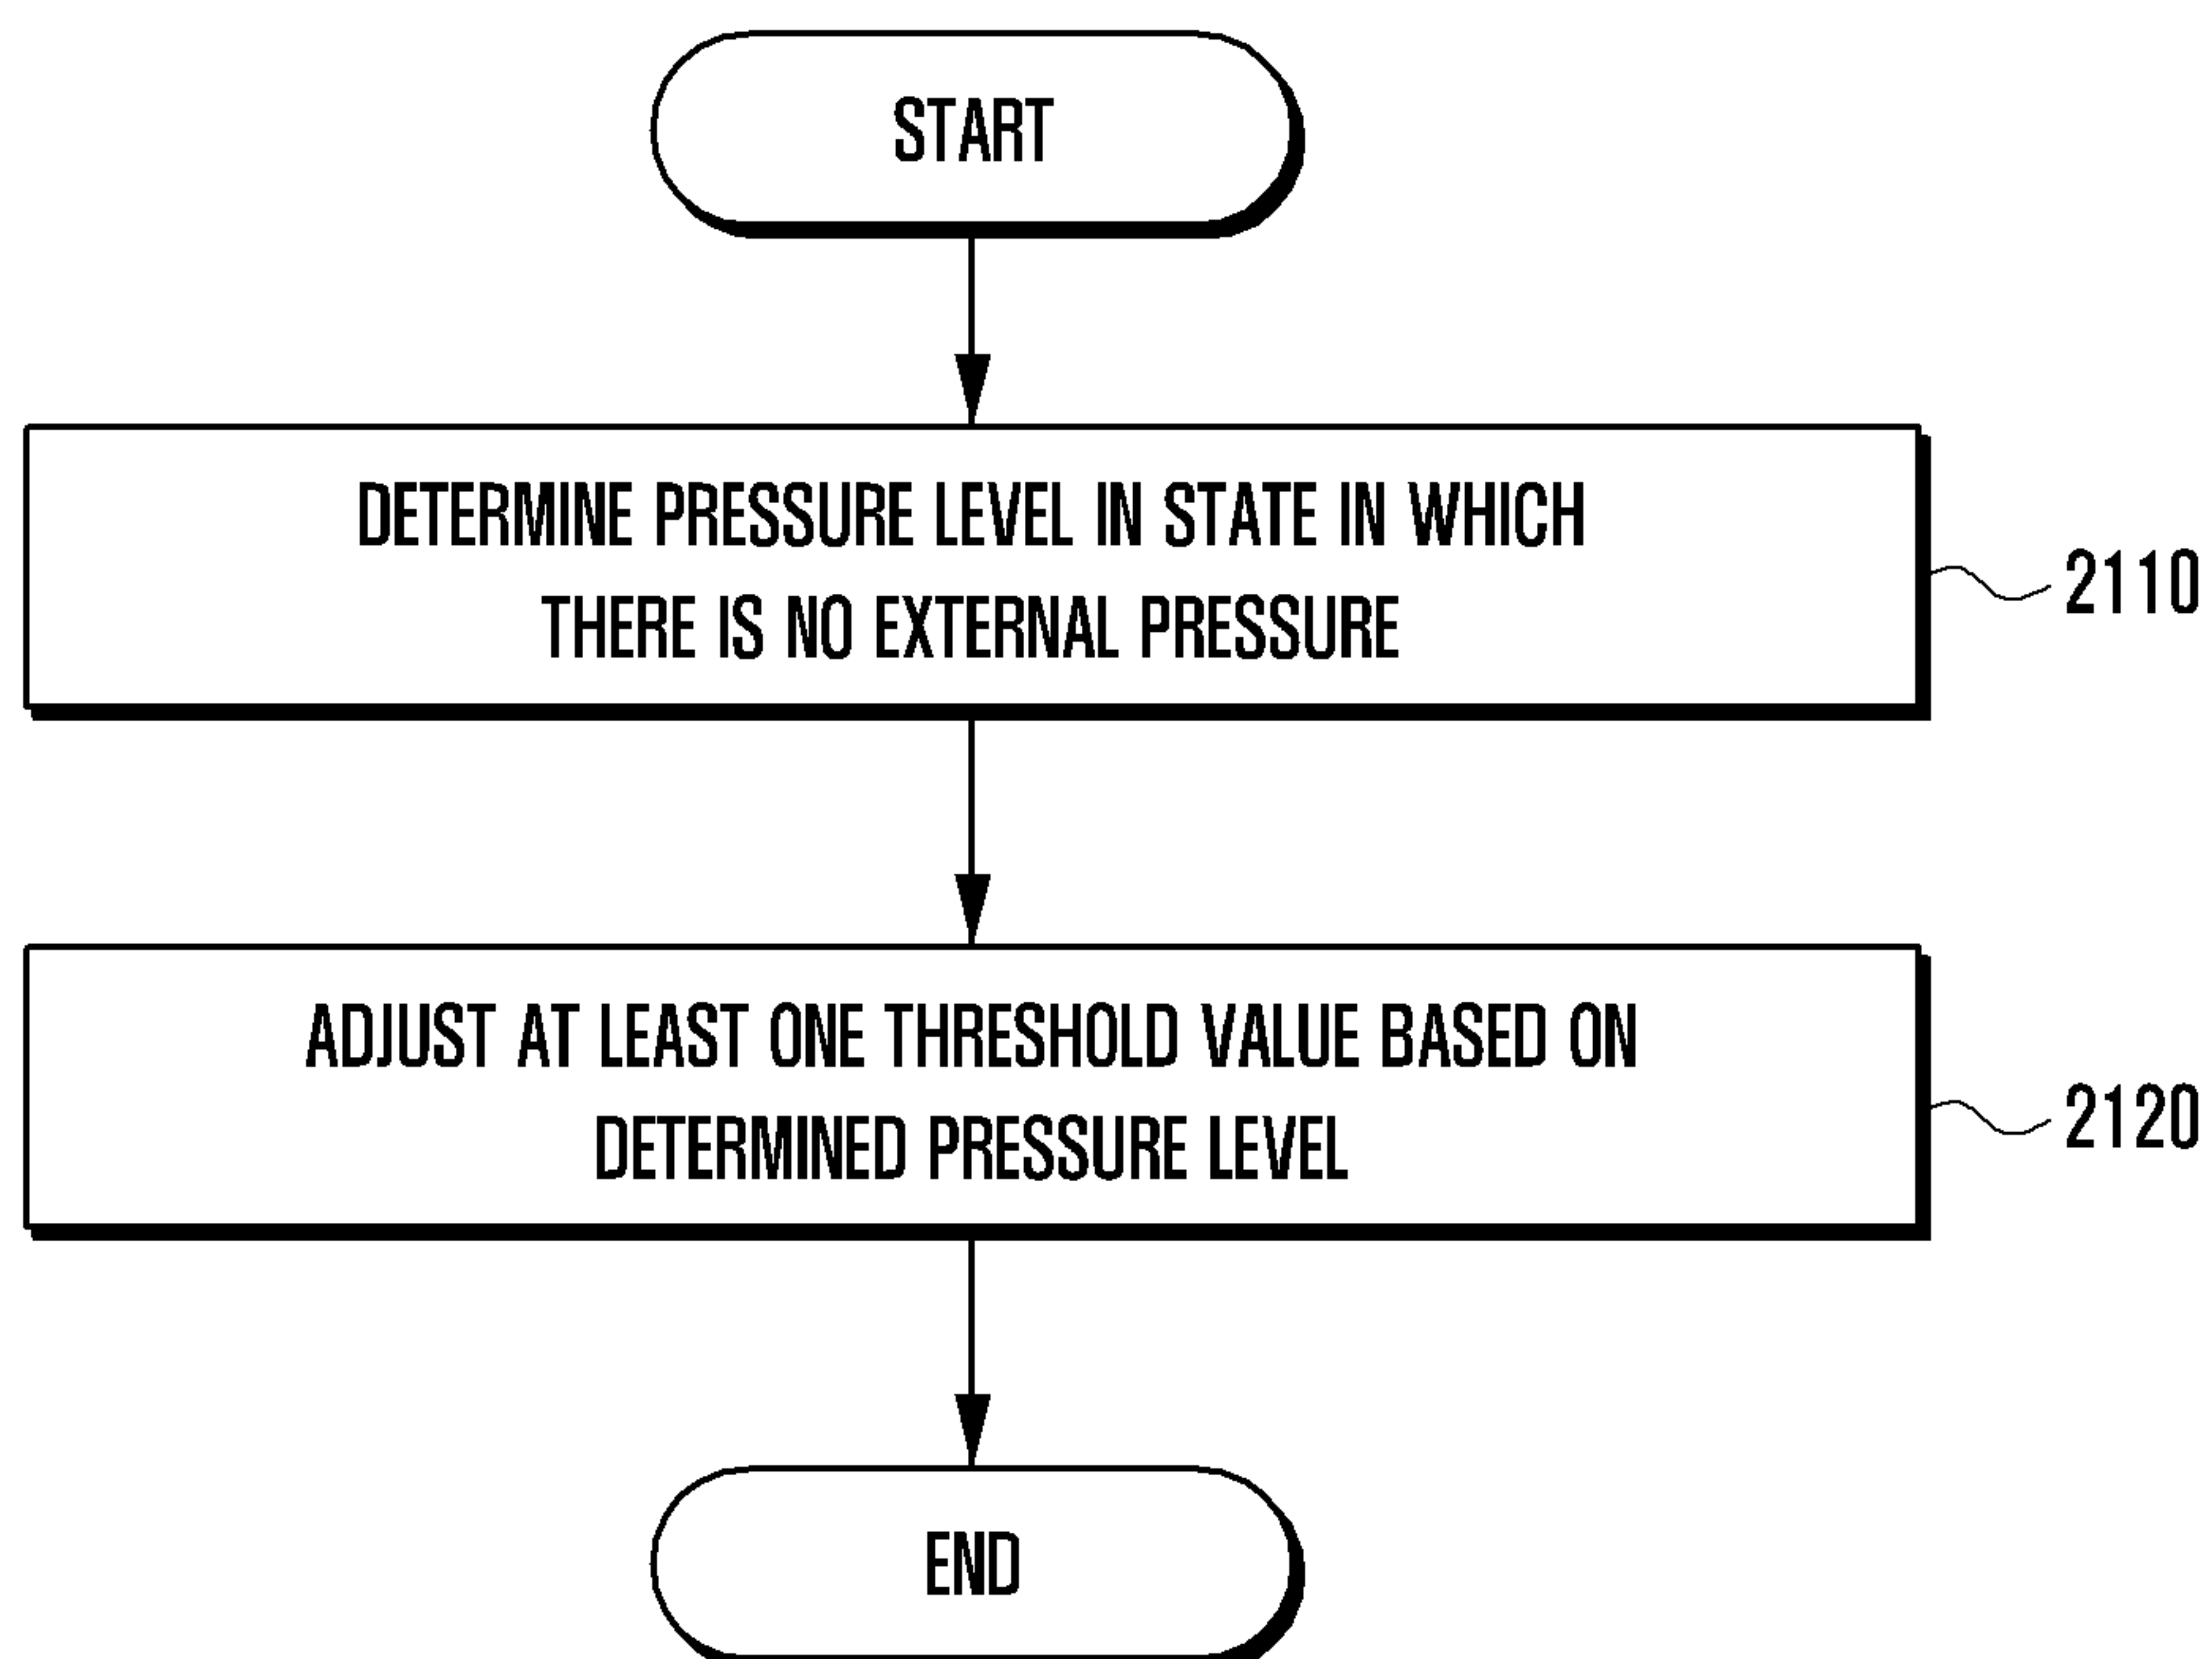 START
DETERMINE PRESSURE LEVEL IN STATE IN WHICH
THERE IS NO EXTERNAL PRESSURE
2110
ADJUST AT LEAST ONE THRESHOLD VALUE BASED ON
DETERMINED PRESSURE LEVEL
2120
END